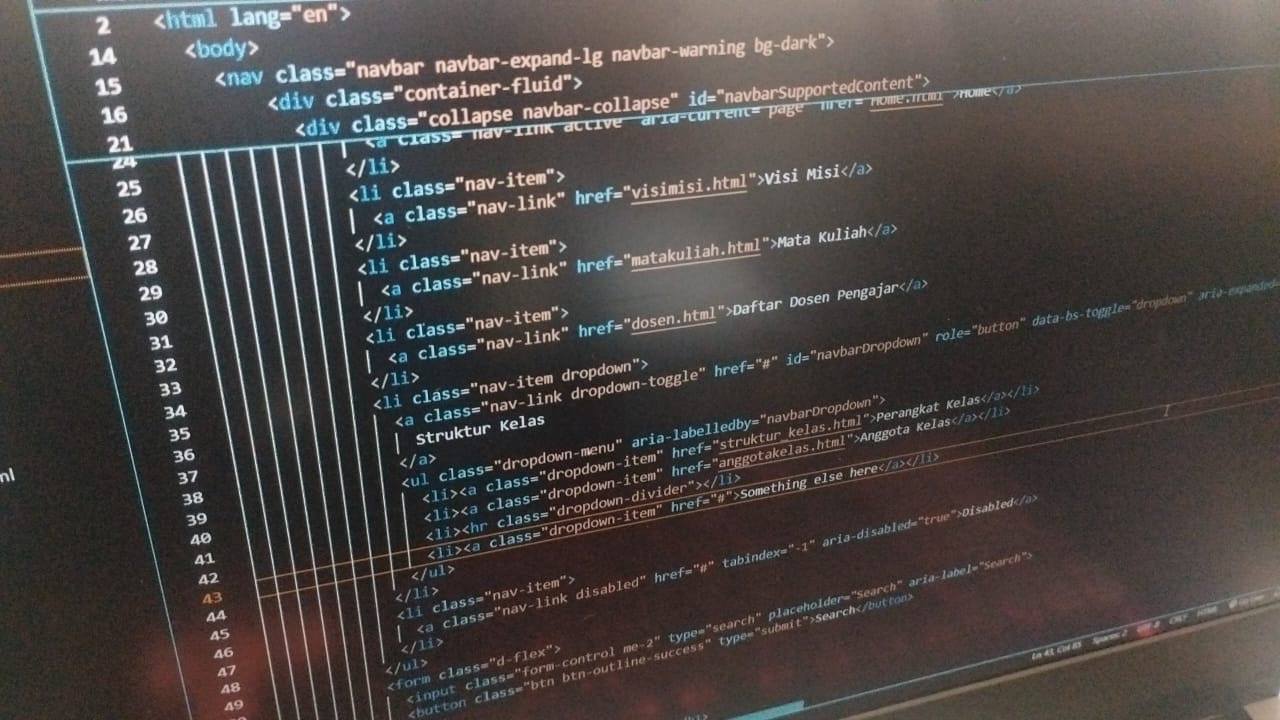 2 <html lang="en">
14 <body>
15 <nav class="navbar navbar-expand-lg navbar-warning bg-dark">
16 <div class="container-fluid">
21 <div class="collapse navbar-collapse" id="navbarSupportedContent">
24 <a class="nav-link active" aria-current="page" href="Home.html">Home</a>
25 </li>
26 <li class="nav-item">
27 <a class="nav-link" href="visimisi.html">Visi Misi</a>
28 </li>
29 <li class="nav-item">
30 <a class="nav-link" href="matakuliah.html">Mata Kuliah</a>
31 </li>
32 <li class="nav-item">
33 <a class="nav-link" href="dosen.html">Daftar Dosen Pengajar</a>
34 </li>
35 <li class="nav-item dropdown">
36 <a class="nav-link dropdown-toggle" href="#" id="navbarDropdown" role="button" data-bs-toggle="dropdown" aria-expanded=
37 Struktur Kelas
38 </a>
39 <ul class="dropdown-menu" aria-labelledby="navbarDropdown">
40 <li><a class="dropdown-item" href="struktur_kelas.html">Perangkat Kelas</a></li>
41 <li><a class="dropdown-item" href="anggotakelas.html">Anggota Kelas</a></li>
42 <li><hr class="dropdown-divider"></li>
43 <li><a class="dropdown-item" href="#">Something else here</a></li>
44 </ul>
45 </li>
46 <li class="nav-item">
47 <a class="nav-link disabled" href="#" tabindex="-1" aria-disabled="true">Disabled</a>
48 </li>
49 </ul>
<form class="d-flex">
<input class="form-control me-2" type="search" placeholder="Search" aria-label="Search">
<button class="btn btn-outline-success" type="submit">Search</button>
nl
Ln 43, Col 85 Spaces: 2 UTF-8 CRLF HTML